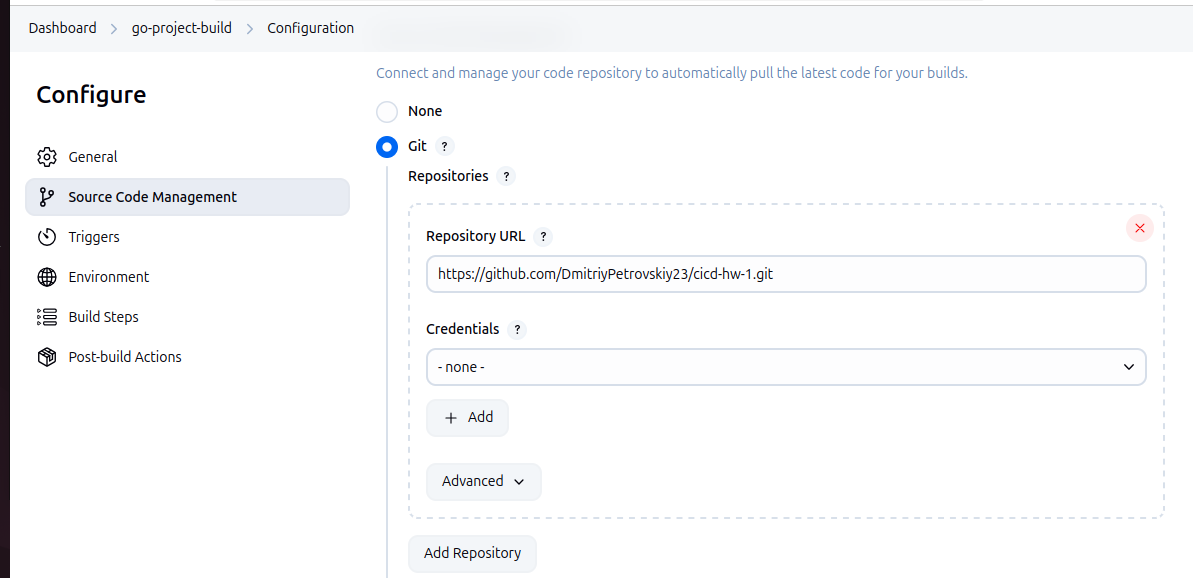 Dashboard > go-project-build > Configuration
Configure
General
Source Code Management
Triggers
Environment
Build Steps
Post-build Actions
Connect and manage your code repository to automatically pull the latest code for your builds.
None
Git ?
Repositories ?
Repository URL ?
https://github.com/DmitriyPetrovskiy23/cicd-hw-1.git
Credentials ?
- none -
+ Add
Advanced
Add Repository